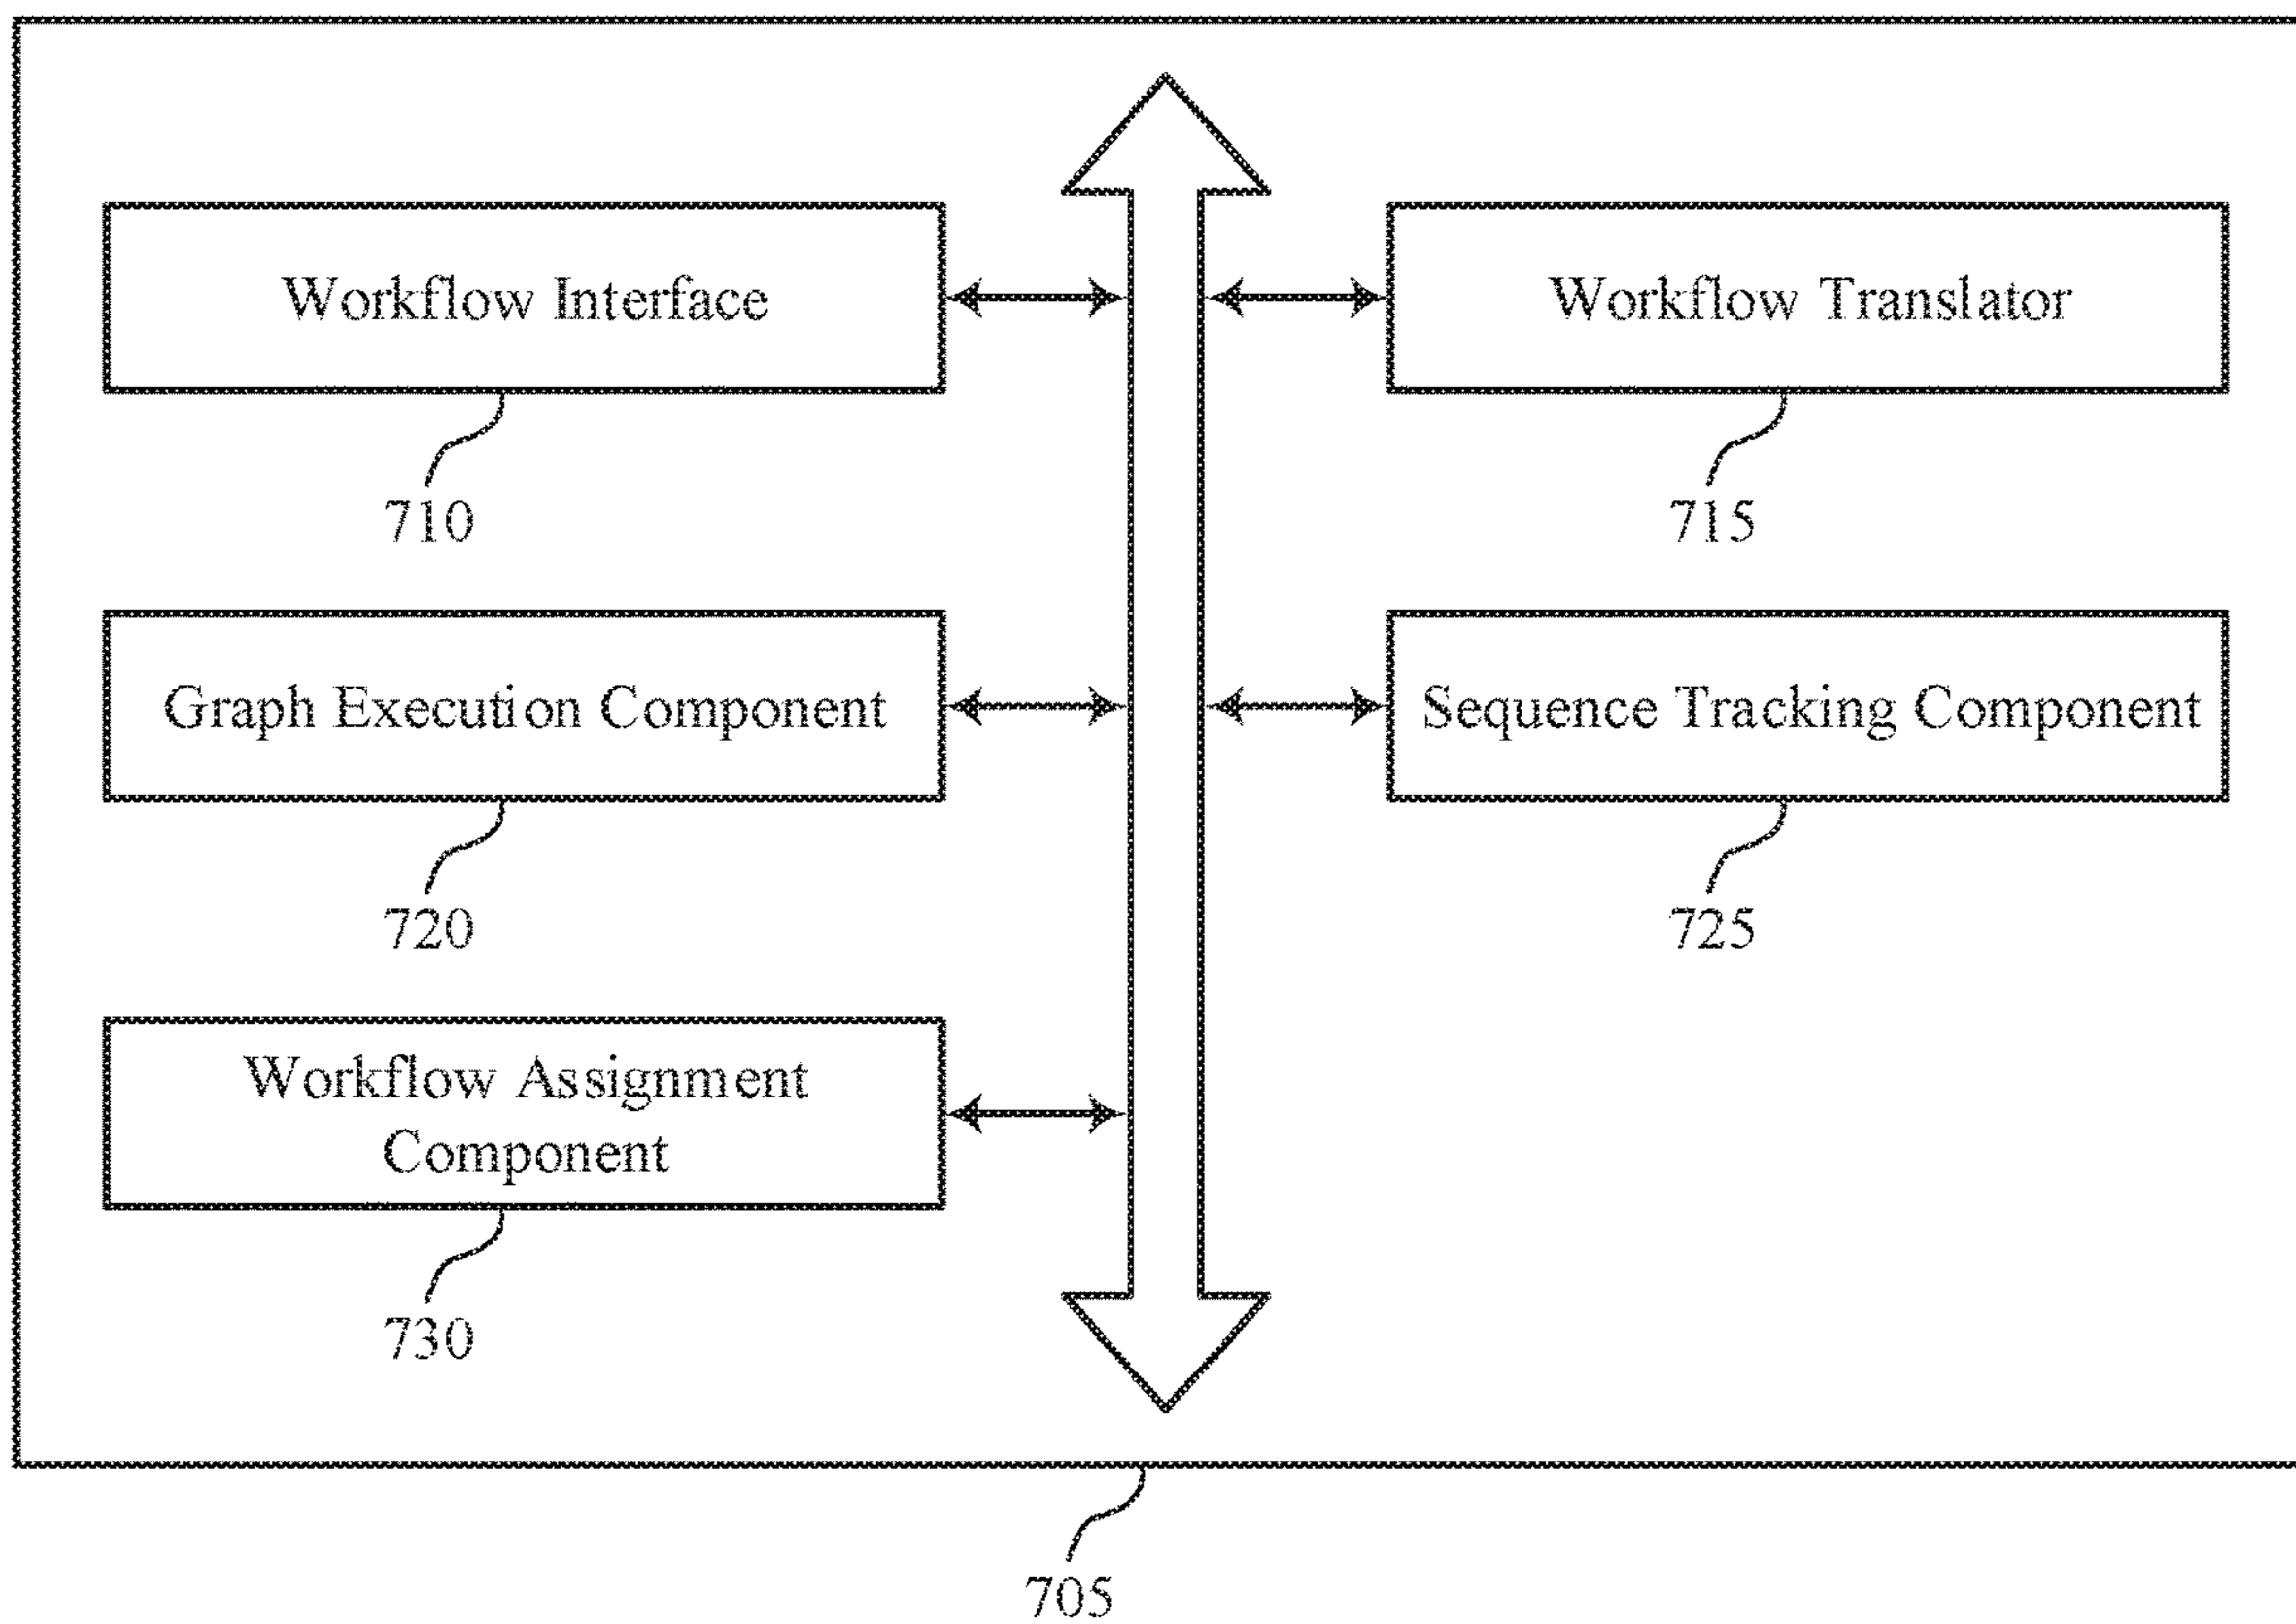 Workflow Interface
Workflow Translator
710
715
Graph Execution Component
Sequence Tracking Component
720
725
Workflow Assignment
Component
730
705